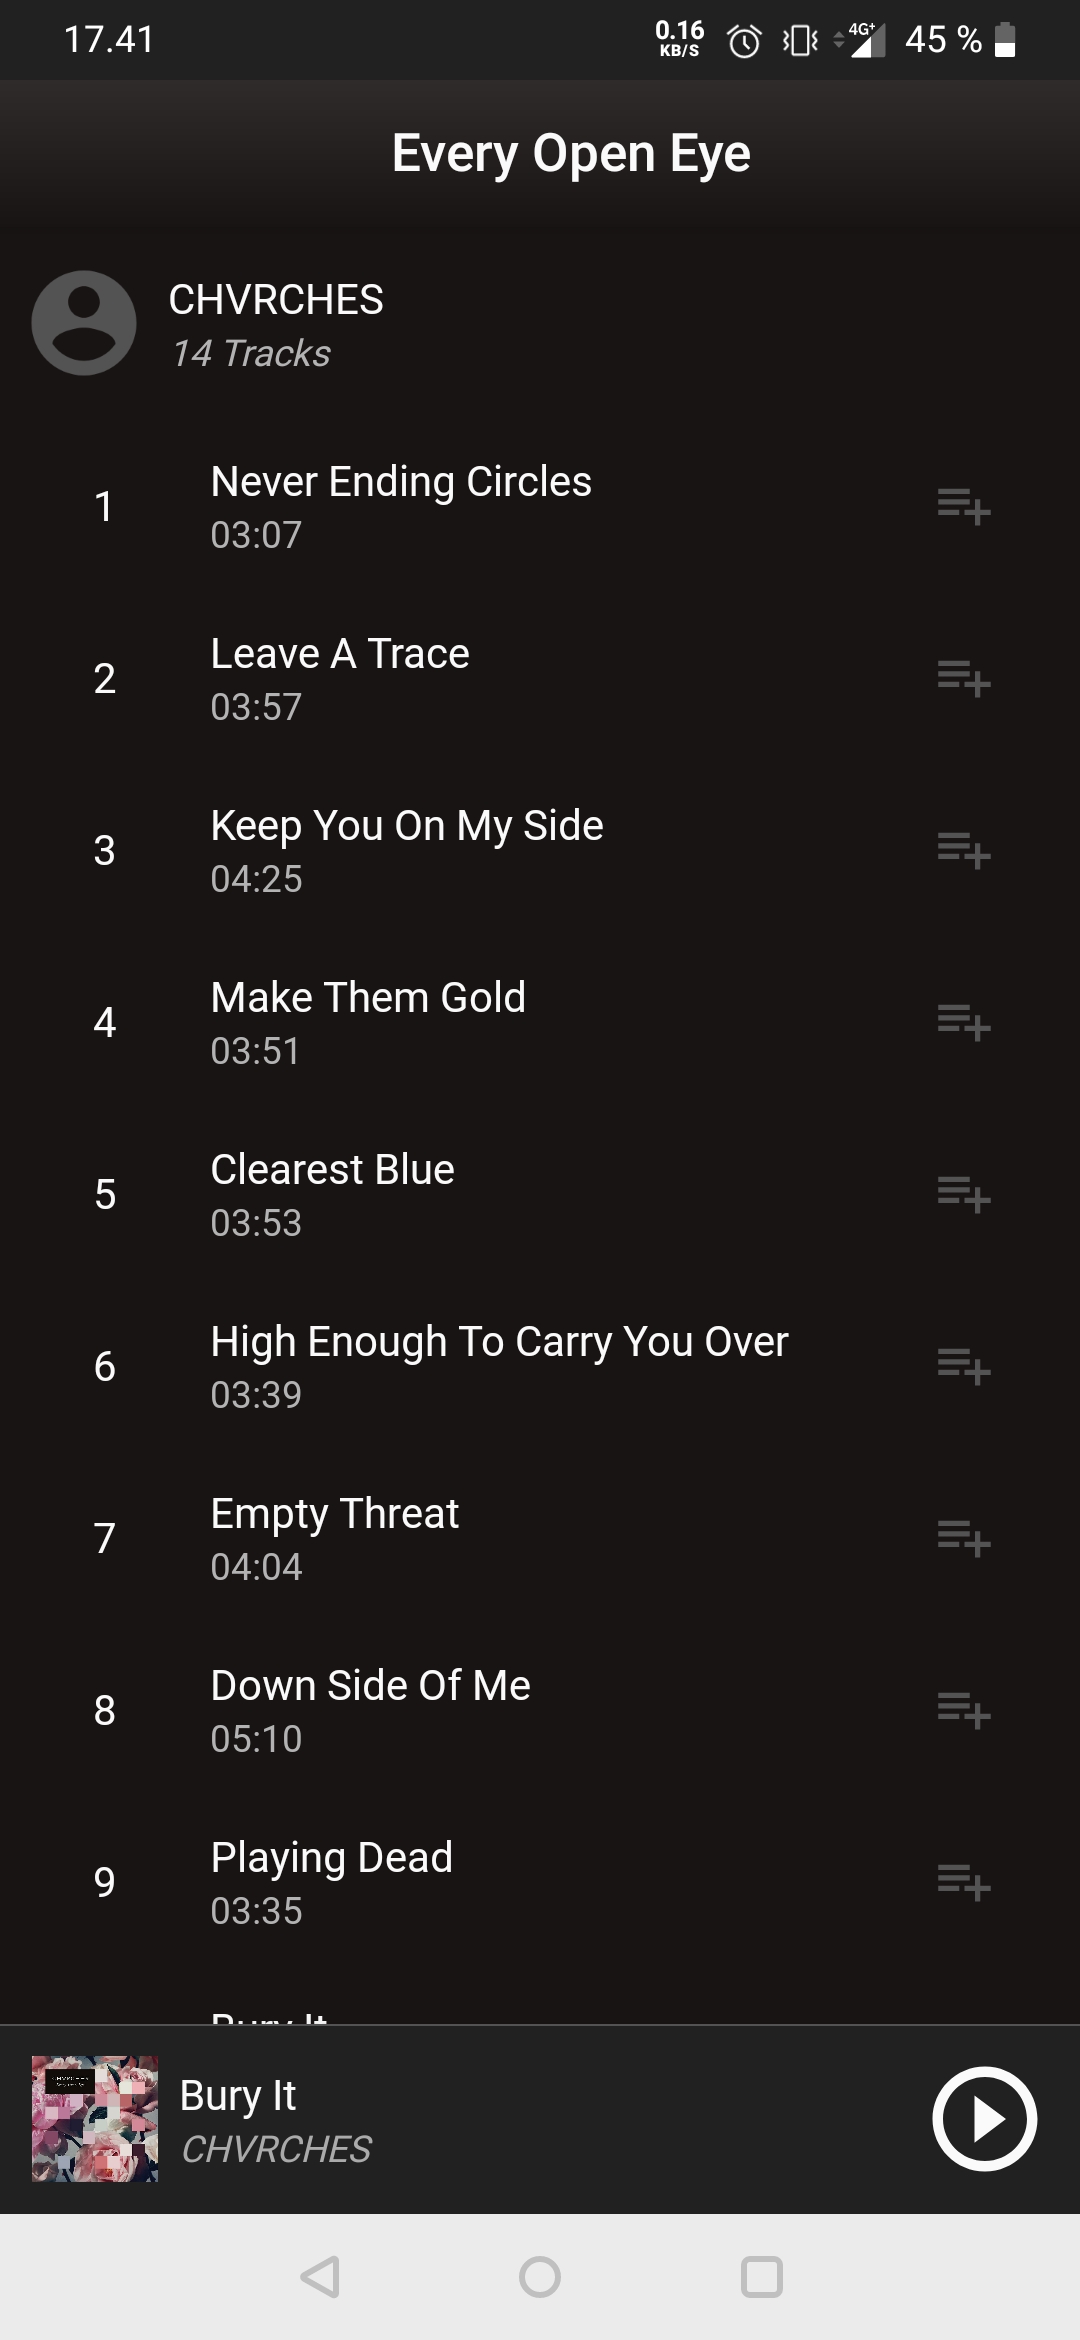 17.41
0.16
KB/S
4G+
45 %
Every Open Eye
CHVRCHES
14 Tracks
1
Never Ending Circles
03:07
2
Leave A Trace
03:57
3
Keep You On My Side
04:25
4
Make Them Gold
03:51
5
Clearest Blue
03:53
6
High Enough To Carry You Over
03:39
7
Empty Threat
04:04
8
Down Side Of Me
05:10
9
Playing Dead
03:35
Bury It
Bury It
CHVRCHES